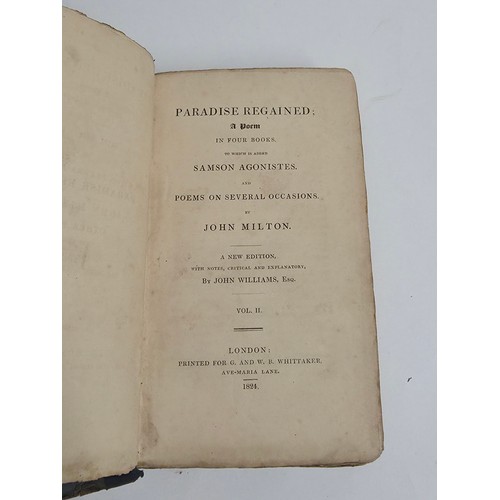 PARADISE REGAINED;
A Poem
IN FOUR BOOKS.
TO WHICH IS ADDED
SAMSON AGONISTES.
AND
POEMS ON SEVERAL OCCASIONS.
BY
JOHN MILTON.
A NEW EDITION,
WITH NOTES, CRITICAL AND EXPLANATORY,
BY JOHN WILLIAMS, ESQ.
VOL. II.
LONDON:
PRINTED FOR G. AND W. B. WHITTAKER,
AVE-MARIA LANE.
1824.